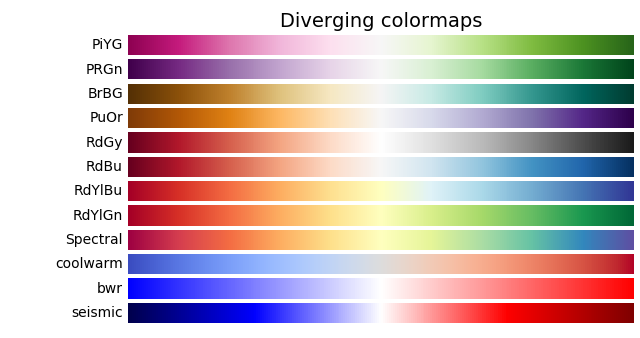 Diverging colormaps
PiYG
PRGn
BrBG
PuOr
RdGy
RdBu
RdYlBu
RdYlGn
Spectral
coolwarm
bwr
seismic